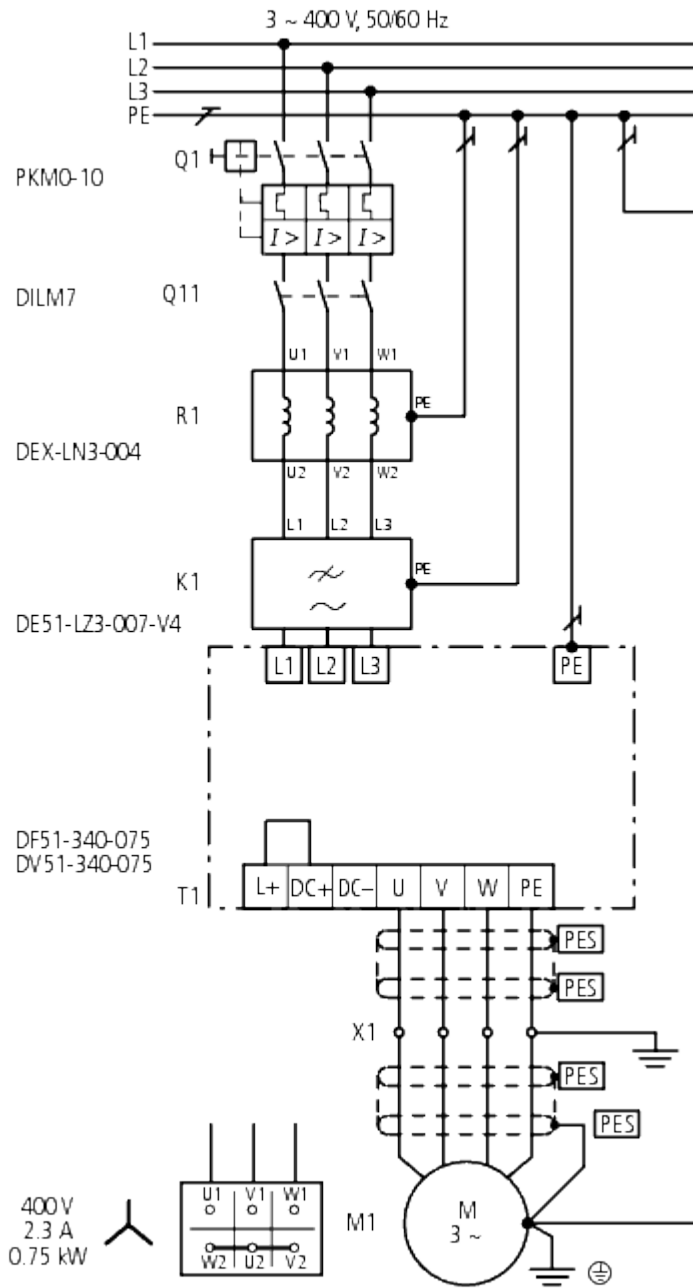 3 ~ 400 V, 50/60 Hz
L1
L2
L3
PE
Q1
PKM0-10
I > I > I >
DILM7 Q11
U1 V1 W1
PE
R1
DEX-LN3-004
U2 V2 W2
L1 L2 L3
PE
K1
DE51-LZ3-007-V4
L1 L2 L3 PE
DF51-340-075
DV51-340-075
T1
L+ DC+ DC– U V W PE
PES
PES
X1
PES
PES
U1 V1 W1
M1
M
3 ~
400 V
2.3 A
0.75 kW
W2 U2 V2